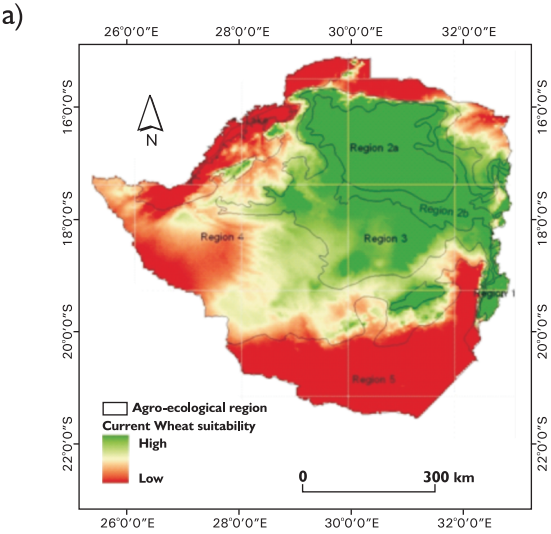 a)
26°0'0"E 28°0'0"E 30°0'0"E 32°0'0"E
16°0'0"S
16°0'0"S
N
Region 2a
18°0'0"S
Region 2b
18°0'0"S
Region 4
Region 3
Region 1
20°0'0"S
20°0'0"S
Region 5
Agro-ecological region
Current Wheat suitability
High
Low
22°0'0"S
22°0'0"S
0 300 km
26°0'0"E 28°0'0"E 30°0'0"E 32°0'0"E